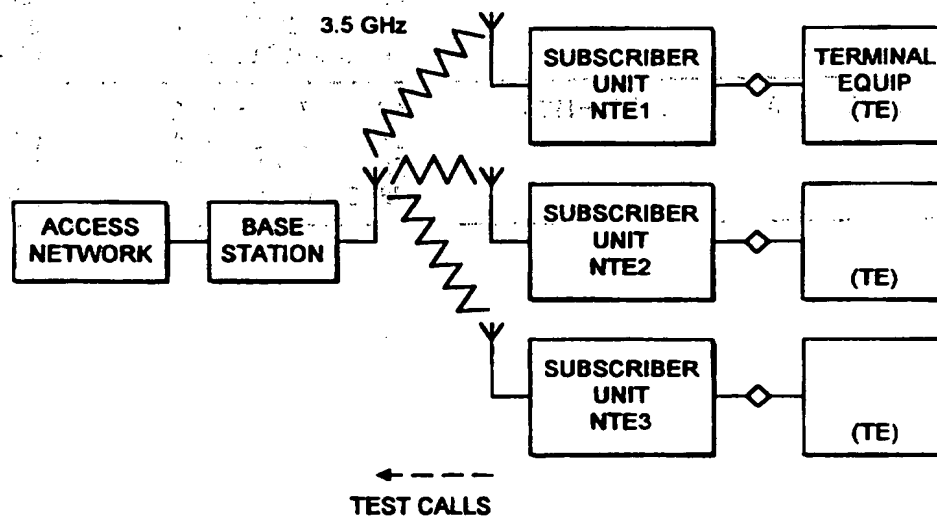 3.5 GHz
SUBSCRIBER
UNIT
NTE1
TERMINAL
EQUIP
(TE)
ACCESS
NETWORK
BASE
STATION
SUBSCRIBER
UNIT
NTE2
(TE)
SUBSCRIBER
UNIT
NTE3
(TE)
TEST CALLS